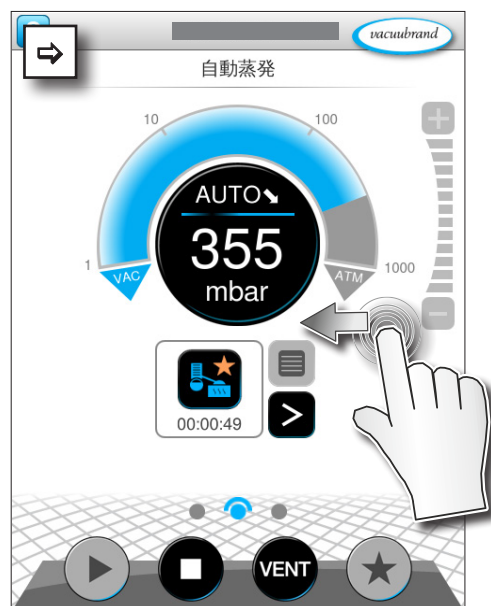 vacuubrand
自動蒸発
10
100
AUTO
355
mbar
1
1000
VAC
ATM
00:00:49
VENT